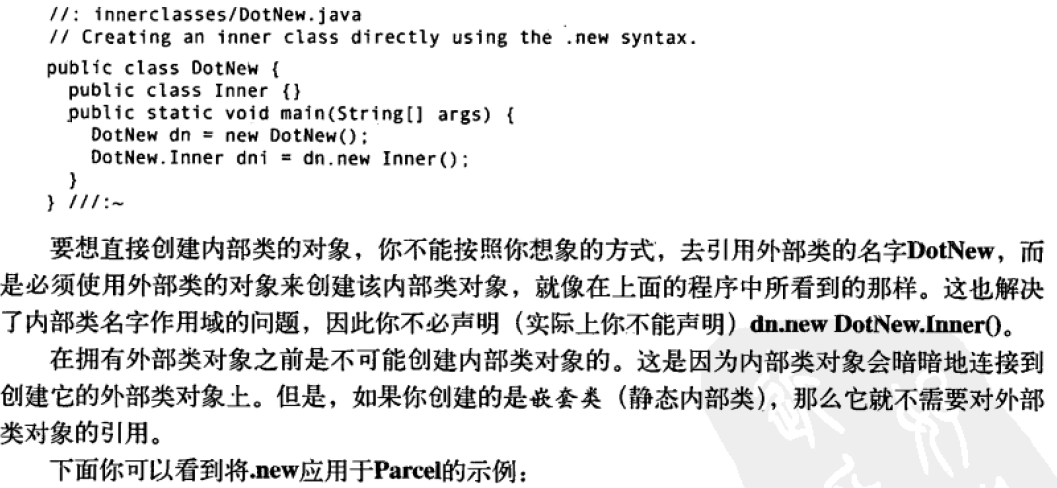 //: innerclasses/DotNew.java
// Creating an inner class directly using the .new syntax.
public class DotNew {
  public class Inner {}
  public static void main(String[] args) {
    DotNew dn = new DotNew();
    DotNew.Inner dni = dn.new Inner();
  }
} ///:~
要想直接创建内部类的对象，你不能按照你想象的方式，去引用外部类的名字DotNew，而
是必须使用外部类的对象来创建该内部类对象，就像在上面的程序中所看到的那样。这也解决
了内部类名字作用域的问题，因此你不必声明（实际上你不能声明）dn.new DotNew.Inner()。
在拥有外部类对象之前是不可能创建内部类对象的。这是因为内部类对象会暗暗地连接到
创建它的外部类对象上。但是，如果你创建的是嵌套类（静态内部类），那么它就不需要对外部
类对象的引用。
下面你可以看到将.new应用于Parcel的示例：